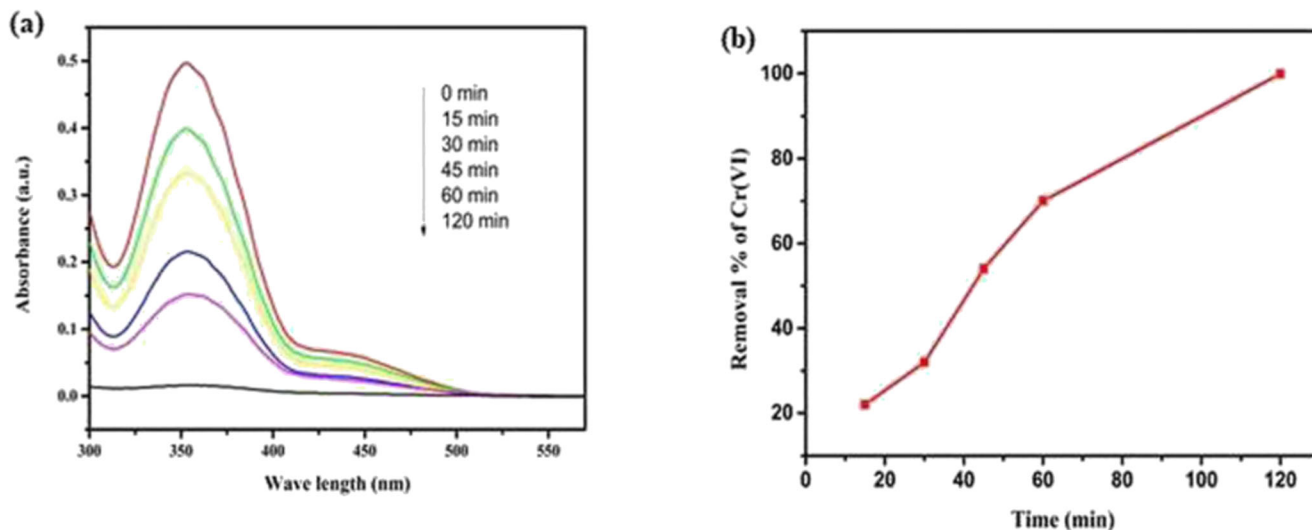 (a)
Absorbance (a.u.)
0.5
0.4
0.3
0.2
0.1
0.0
0 min
15 min
30 min
45 min
60 min
120 min
300 350 400 450 500 550
Wave length (nm)
(b)
Removal % of Cr(VI)
100
80
60
40
20
0 20 40 60 80 100 120
Time (min)